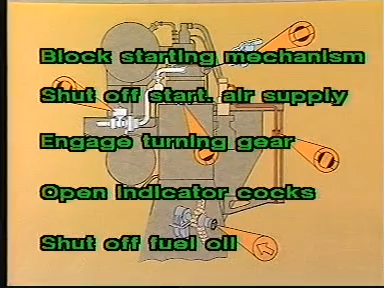 Block starting mechanism
Shut off start. air supply
Engage turning gear
Open indicator cocks
Shut off fuel oil